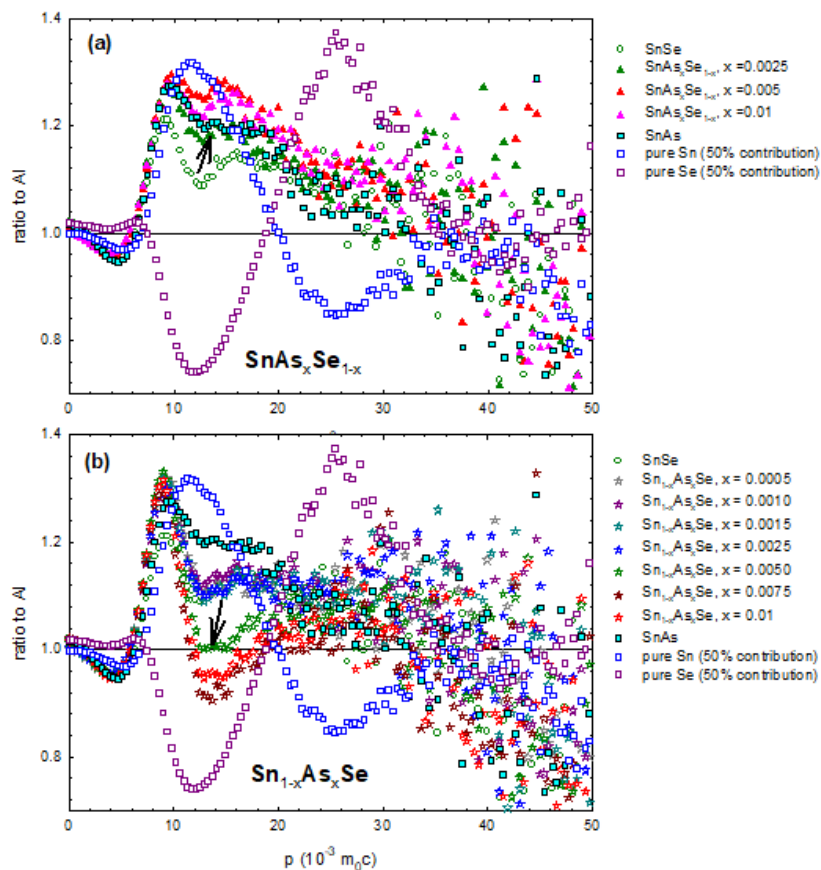 (a)
1.4
1.2
1.0
0.8
ratio to Al
0
10
20
30
40
50
SnAsₓSe₁₋ₓ
SnSe
SnAsₓSe₁₋ₓ, x =0.0025
SnAsₓSe₁₋ₓ, x =0.005
SnAsₓSe₁₋ₓ, x =0.01
SnAs
pure Sn (50% contribution)
pure Se (50% contribution)
(b)
1.4
1.2
1.0
0.8
ratio to Al
0
10
20
30
40
50
p (10⁻³ m₀c)
Sn₁₋ₓAsₓSe
SnSe
Sn₁₋ₓAsₓSe, x = 0.0005
Sn₁₋ₓAsₓSe, x = 0.0010
Sn₁₋ₓAsₓSe, x = 0.0015
Sn₁₋ₓAsₓSe, x = 0.0025
Sn₁₋ₓAsₓSe, x = 0.0050
Sn₁₋ₓAsₓSe, x = 0.0075
Sn₁₋ₓAsₓSe, x = 0.01
SnAs
pure Sn (50% contribution)
pure Se (50% contribution)